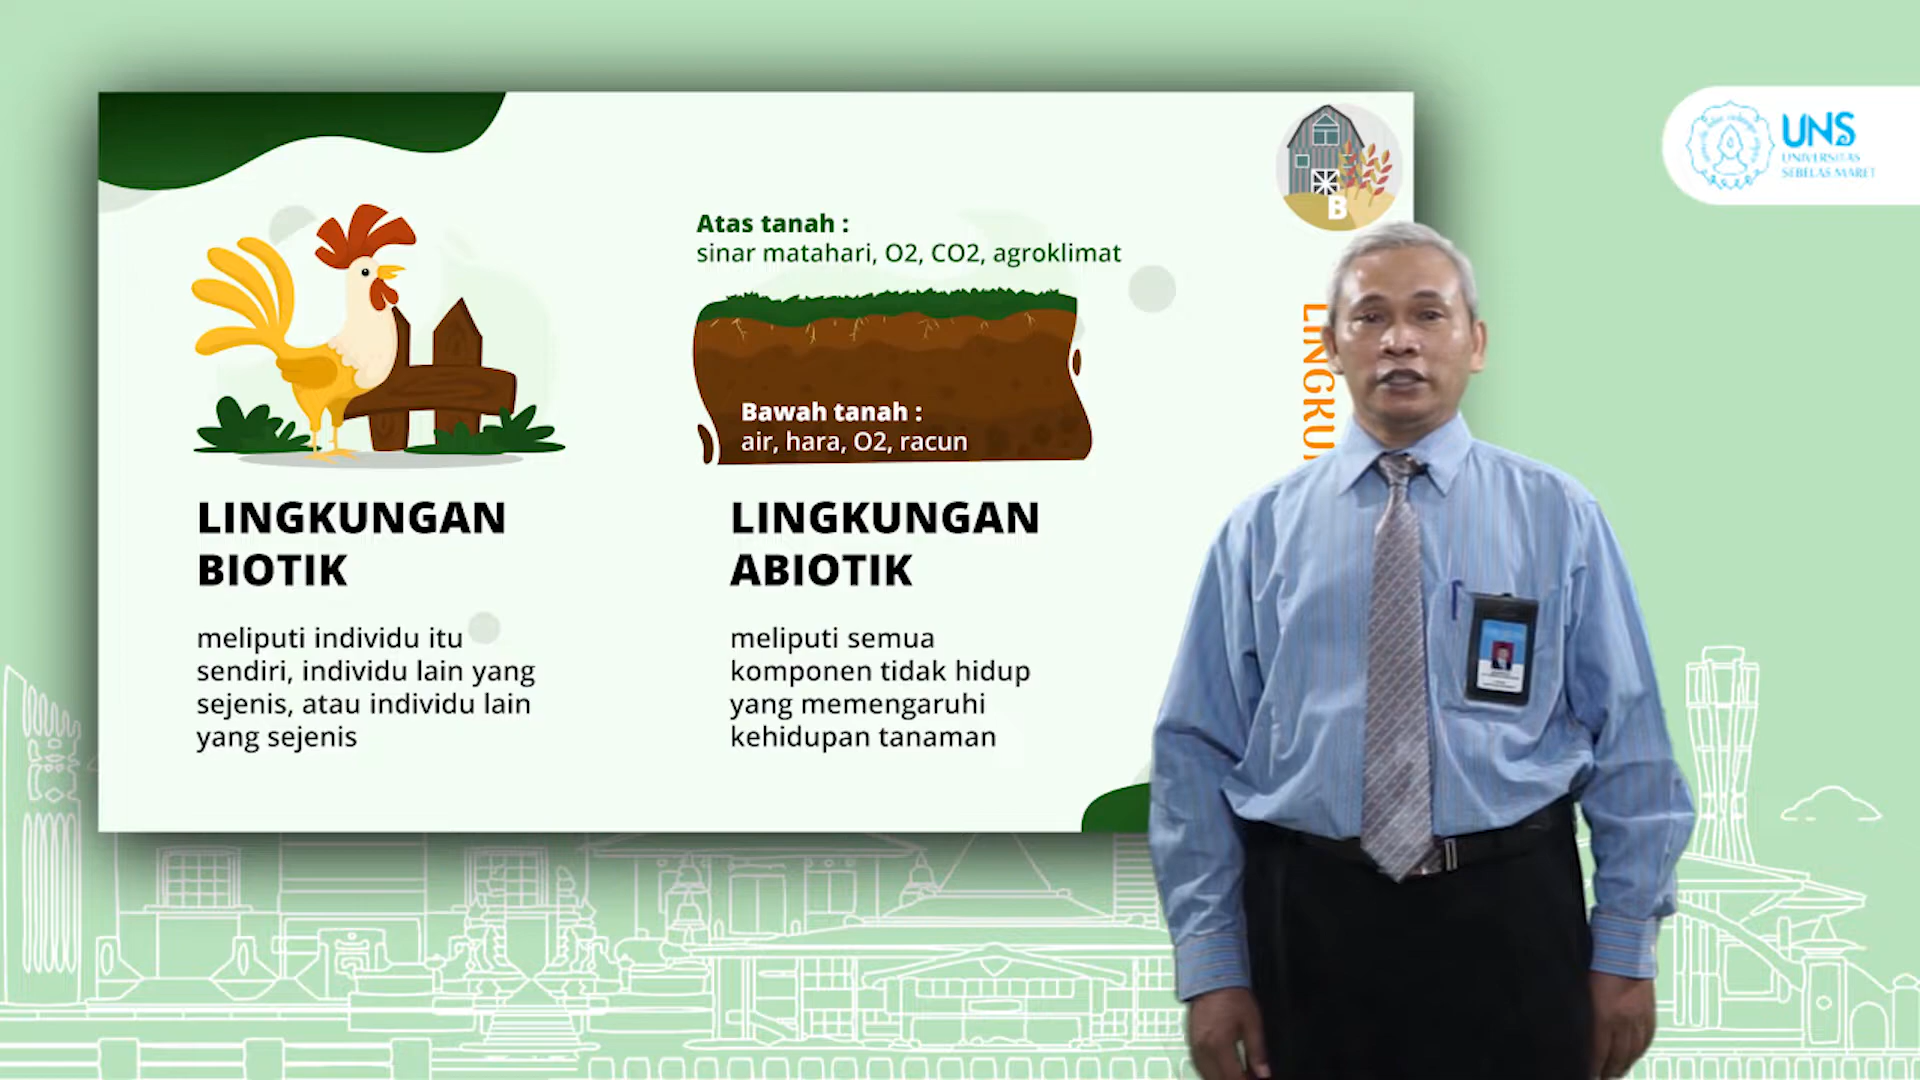 UNS
UNIVERSITAS
SEBELAS MARET
B
Atas tanah :
sinar matahari, O2, CO2, agroklimat
Bawah tanah :
air, hara, O2, racun
LINGKUNGAN
BIOTIK
meliputi individu itu
sendiri, individu lain yang
sejenis, atau individu lain
yang sejenis
LINGKUNGAN
ABIOTIK
meliputi semua
komponen tidak hidup
yang memengaruhi
kehidupan tanaman